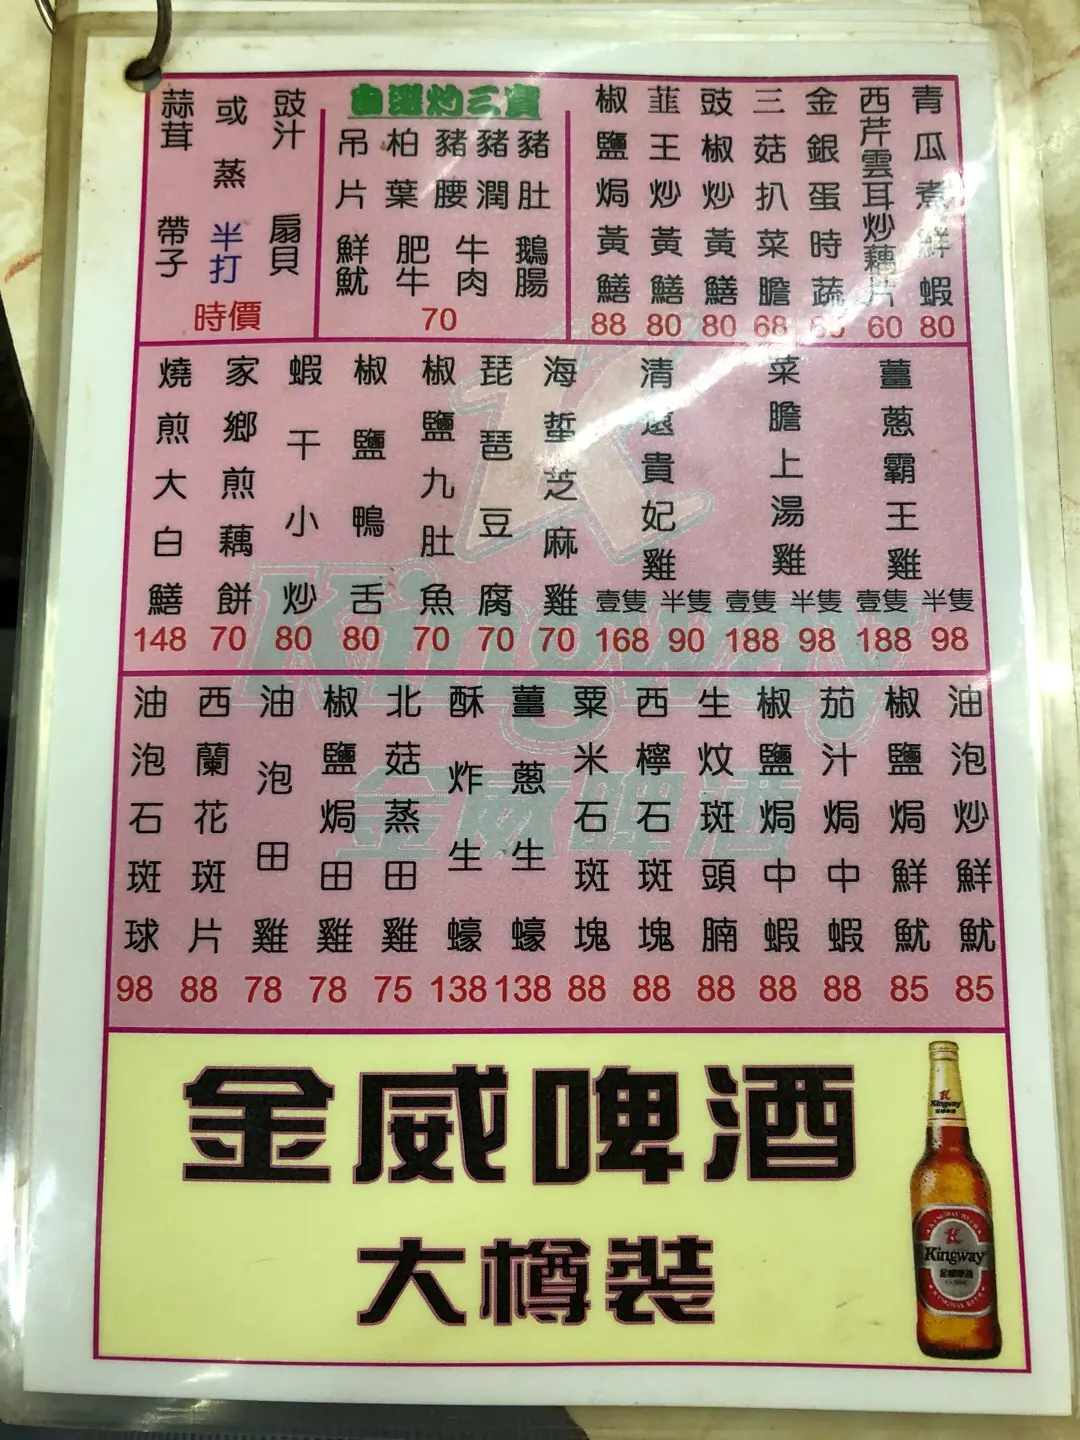 豉汁
或
蒜茸
蒸
扇貝
半打
帶子
時價
自選灼三寶
豬肚
豬潤
豬腰
柏葉
吊片
鵝腸
牛肉
肥牛
鮮魷
70
青瓜煮鮮蝦
80
西芹雲耳炒藕片
60
金銀蛋時蔬
三菇扒菜膽
68
豉椒炒黃鱔
80
韮王炒黃鱔
80
椒鹽焗黃鱔
88
薑蔥霸王雞
壹隻 188
半隻 98
菜膽上湯雞
壹隻 188
半隻 98
清遠貴妃雞
壹隻 168
半隻 90
海蜇芝麻雞
70
琵琶豆腐
70
椒鹽九肚魚
70
椒鹽鴨舌
80
蝦干小炒
80
家鄉煎藕餅
70
燒煎大白鱔
148
油泡炒鮮魷
85
椒鹽焗鮮魷
85
茄汁焗中蝦
88
椒鹽焗中蝦
88
生炆斑頭腩
88
西檸石斑塊
88
粟米石斑塊
88
薑蔥生蠔
138
酥炸生蠔
138
北菇蒸田雞
75
椒鹽焗田雞
78
油泡田雞
78
西蘭花斑片
88
油泡石斑球
98
Kingway
金威啤酒
金威啤酒
大樽裝
Kingway
Kingway
金威啤酒